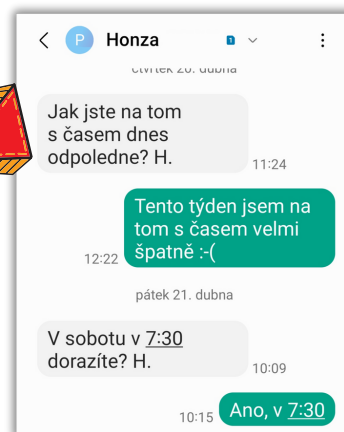 P Honza 1
čtvrtek 20. dubna
Jak jste na tom
s časem dnes
odpoledne? H.
11:24
Tento týden jsem na
tom s časem velmi
špatně :-(
12:22
pátek 21. dubna
V sobotu v 7:30
dorazíte? H.
10:09
Ano, v 7:30
10:15